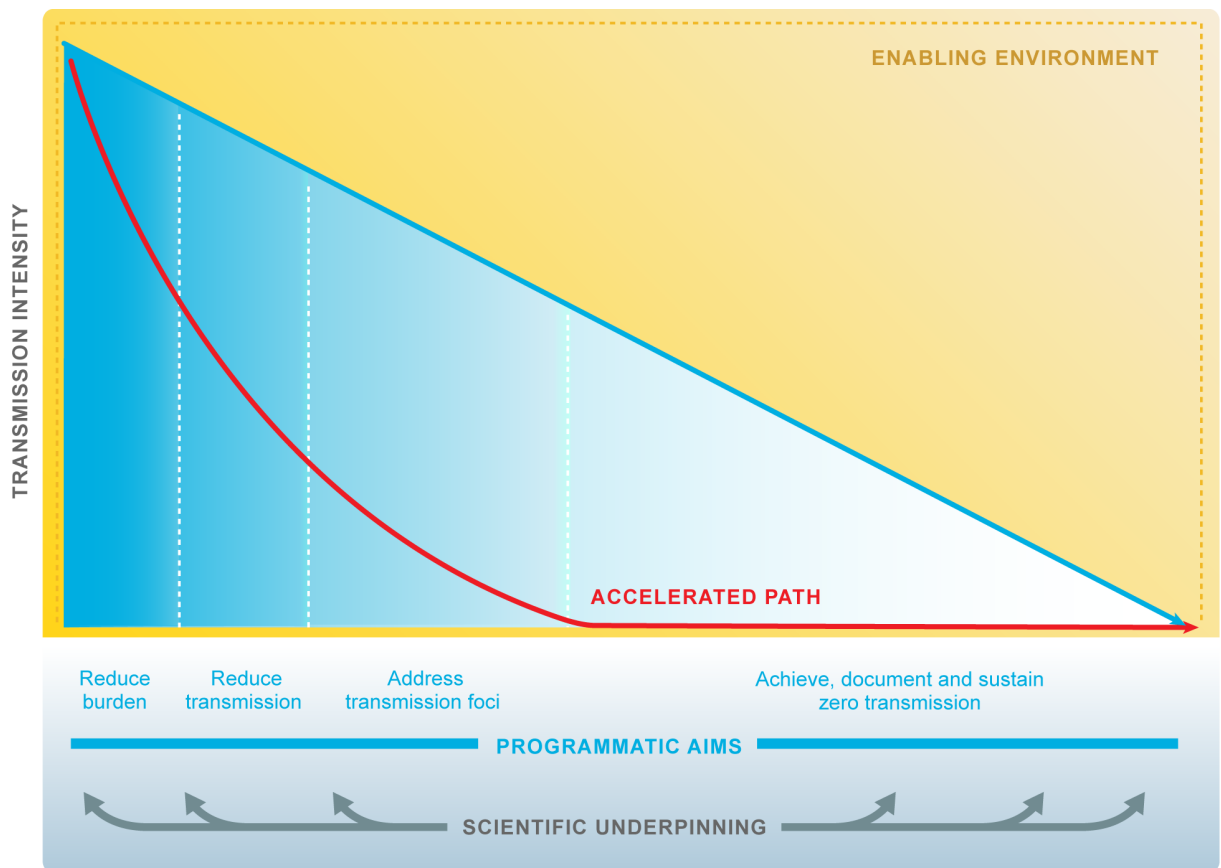 ENABLING ENVIRONMENT
TRANSMISSION INTENSITY
ACCELERATED PATH
Reduce
burden
Reduce
transmission
Address
transmission foci
Achieve, document and sustain
zero transmission
PROGRAMMATIC AIMS
SCIENTIFIC UNDERPINNING